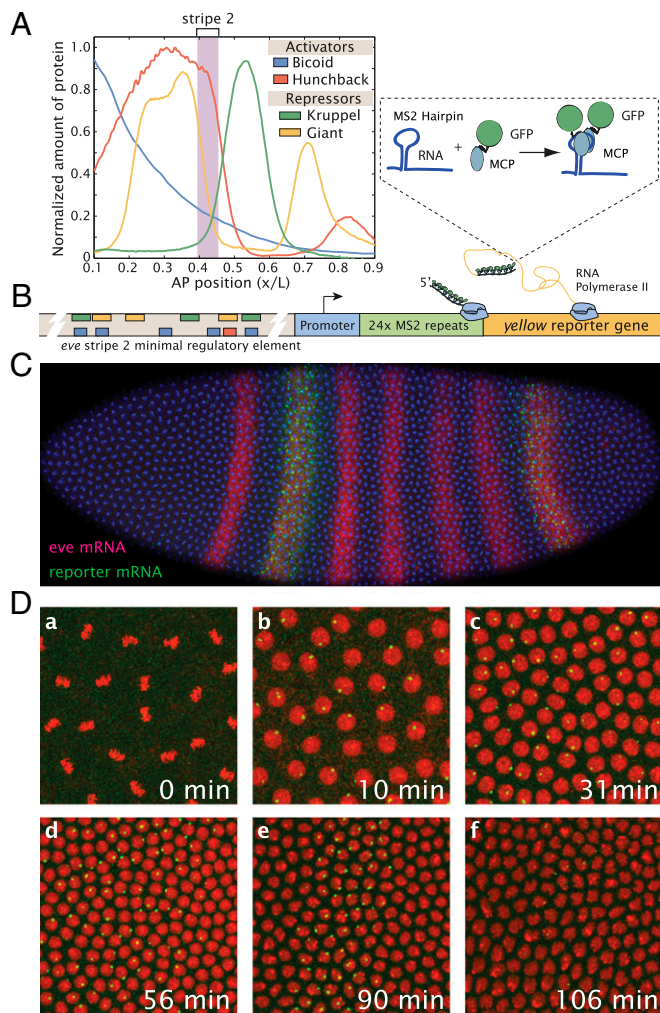 A
stripe 2
Normalized amount of protein
1.0
0.8
0.6
0.4
0.2
0
0.1 0.2 0.3 0.4 0.5 0.6 0.7 0.8 0.9
AP position (x/L)
Activators
Bicoid
Hunchback
Repressors
Kruppel
Giant
MS2 Hairpin
RNA
+
GFP
MCP
GFP
MCP
5'
RNA
Polymerase II
B
Promoter
24x MS2 repeats
yellow reporter gene
eve stripe 2 minimal regulatory element
C
eve mRNA
reporter mRNA
D
a
0 min
b
10 min
c
31min
d
56 min
e
90 min
f
106 min